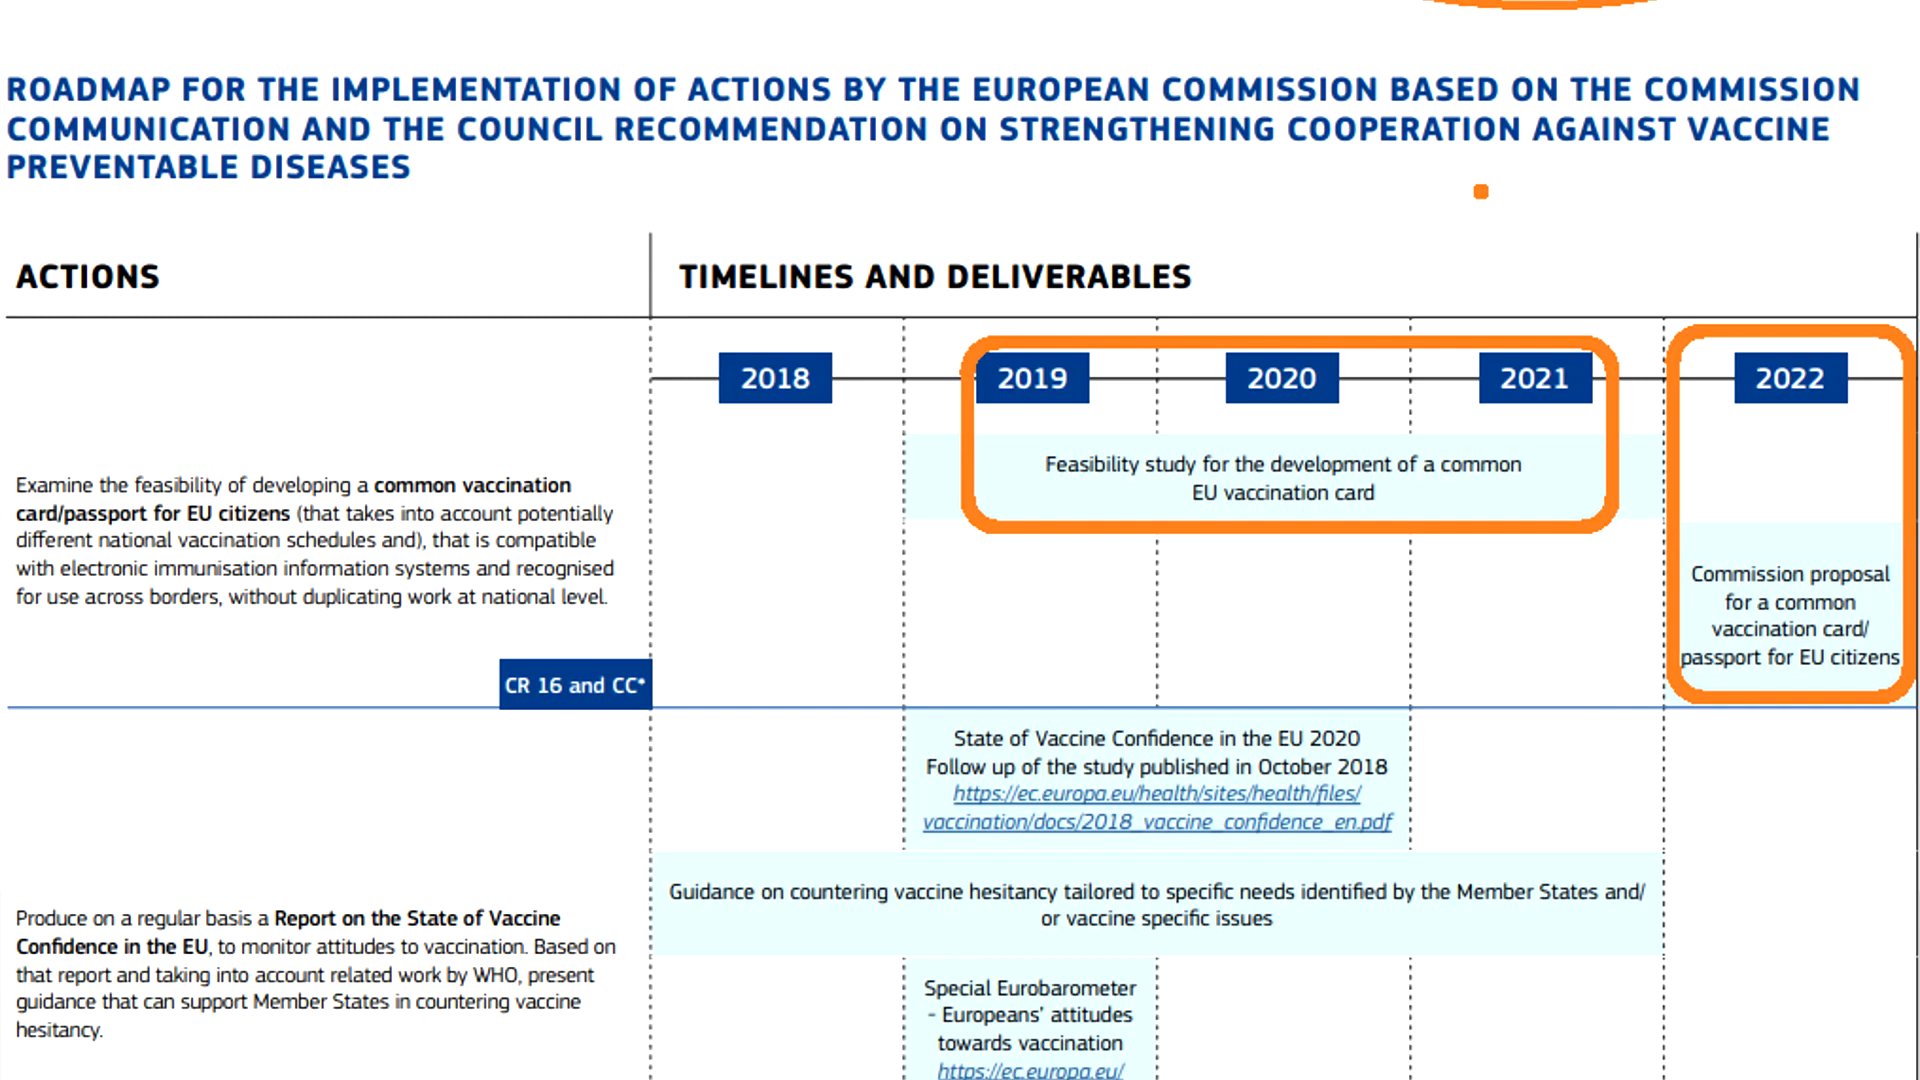 ROADMAP FOR THE IMPLEMENTATION OF ACTIONS BY THE EUROPEAN COMMISSION BASED ON THE COMMISSION
COMMUNICATION AND THE COUNCIL RECOMMENDATION ON STRENGTHENING COOPERATION AGAINST VACCINE
PREVENTABLE DISEASES
ACTIONS
TIMELINES AND DELIVERABLES
2018
2019
2020
2021
2022
Examine the feasibility of developing a common vaccination
card/passport for EU citizens (that takes into account potentially
different national vaccination schedules and), that is compatible
with electronic immunisation information systems and recognised
for use across borders, without duplicating work at national level.
CR 16 and CC*
Feasibility study for the development of a common
EU vaccination card
Commission proposal
for a common
vaccination card/
passport for EU citizens
Produce on a regular basis a Report on the State of Vaccine
Confidence in the EU, to monitor attitudes to vaccination. Based on
that report and taking into account related work by WHO, present
guidance that can support Member States in countering vaccine
hesitancy.
State of Vaccine Confidence in the EU 2020
Follow up of the study published in October 2018
https://ec.europa.eu/health/sites/health/files/
vaccination/docs/2018_vaccine_confidence_en.pdf
Guidance on countering vaccine hesitancy tailored to specific needs identified by the Member States and/
or vaccine specific issues
Special Eurobarometer
- Europeans' attitudes
towards vaccination
https://ec.europa.eu/